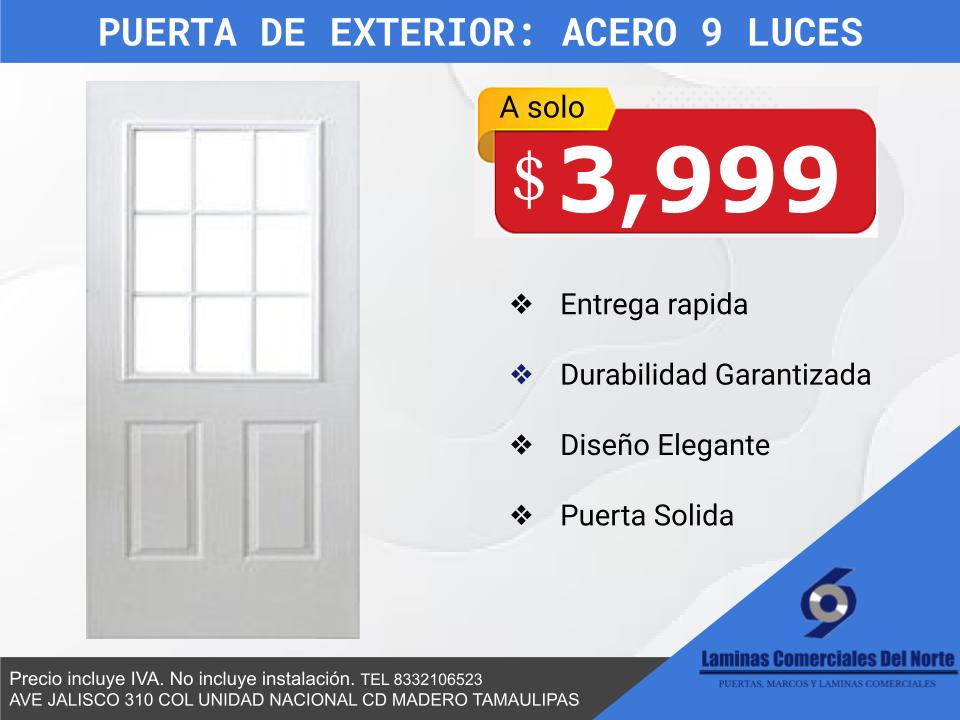 PUERTA DE EXTERIOR: ACERO 9 LUCES
A solo
$3,999
❖ Entrega rapida
❖ Durabilidad Garantizada
❖ Diseño Elegante
❖ Puerta Solida
Laminas Comerciales Del Norte
PUERTAS, MARCOS Y LAMINAS COMERCIALES
Precio incluye IVA. No incluye instalación. TEL 8332106523
AVE JALISCO 310 COL UNIDAD NACIONAL CD MADERO TAMAULIPAS